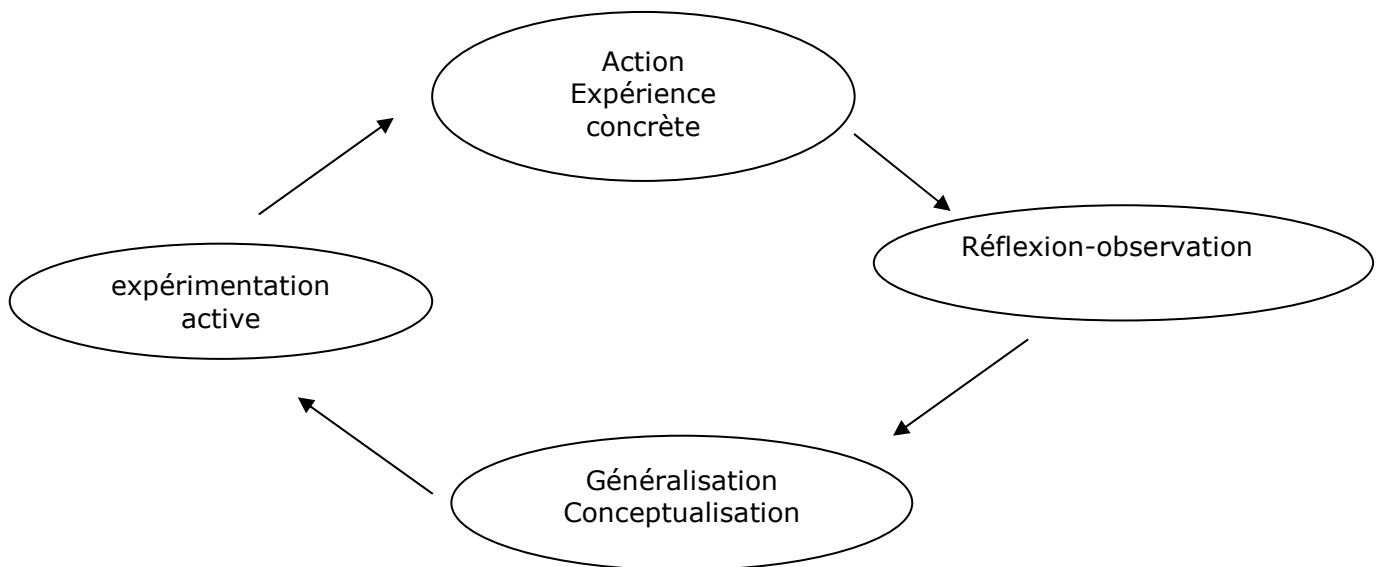 Action
Expérience
concrète
Réflexion-observation
expérimentation
active
Généralisation
Conceptualisation